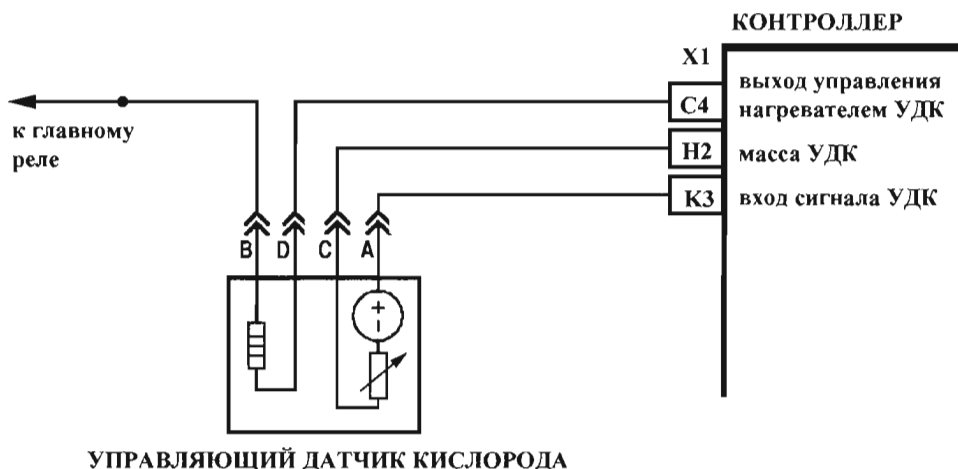 КОНТРОЛЛЕР
X1
C4
выход управления
нагревателем УДК
H2
масса УДК
K3
вход сигнала УДК
к главному
реле
B
D
C
A
УПРАВЛЯЮЩИЙ ДАТЧИК КИСЛОРОДА